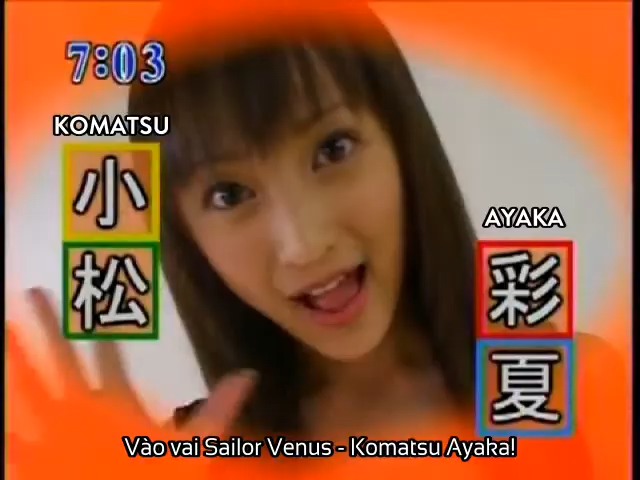 7:03
KOMATSU
小松
AYAKA
彩夏
Vào vai Sailor Venus - Komatsu Ayaka!